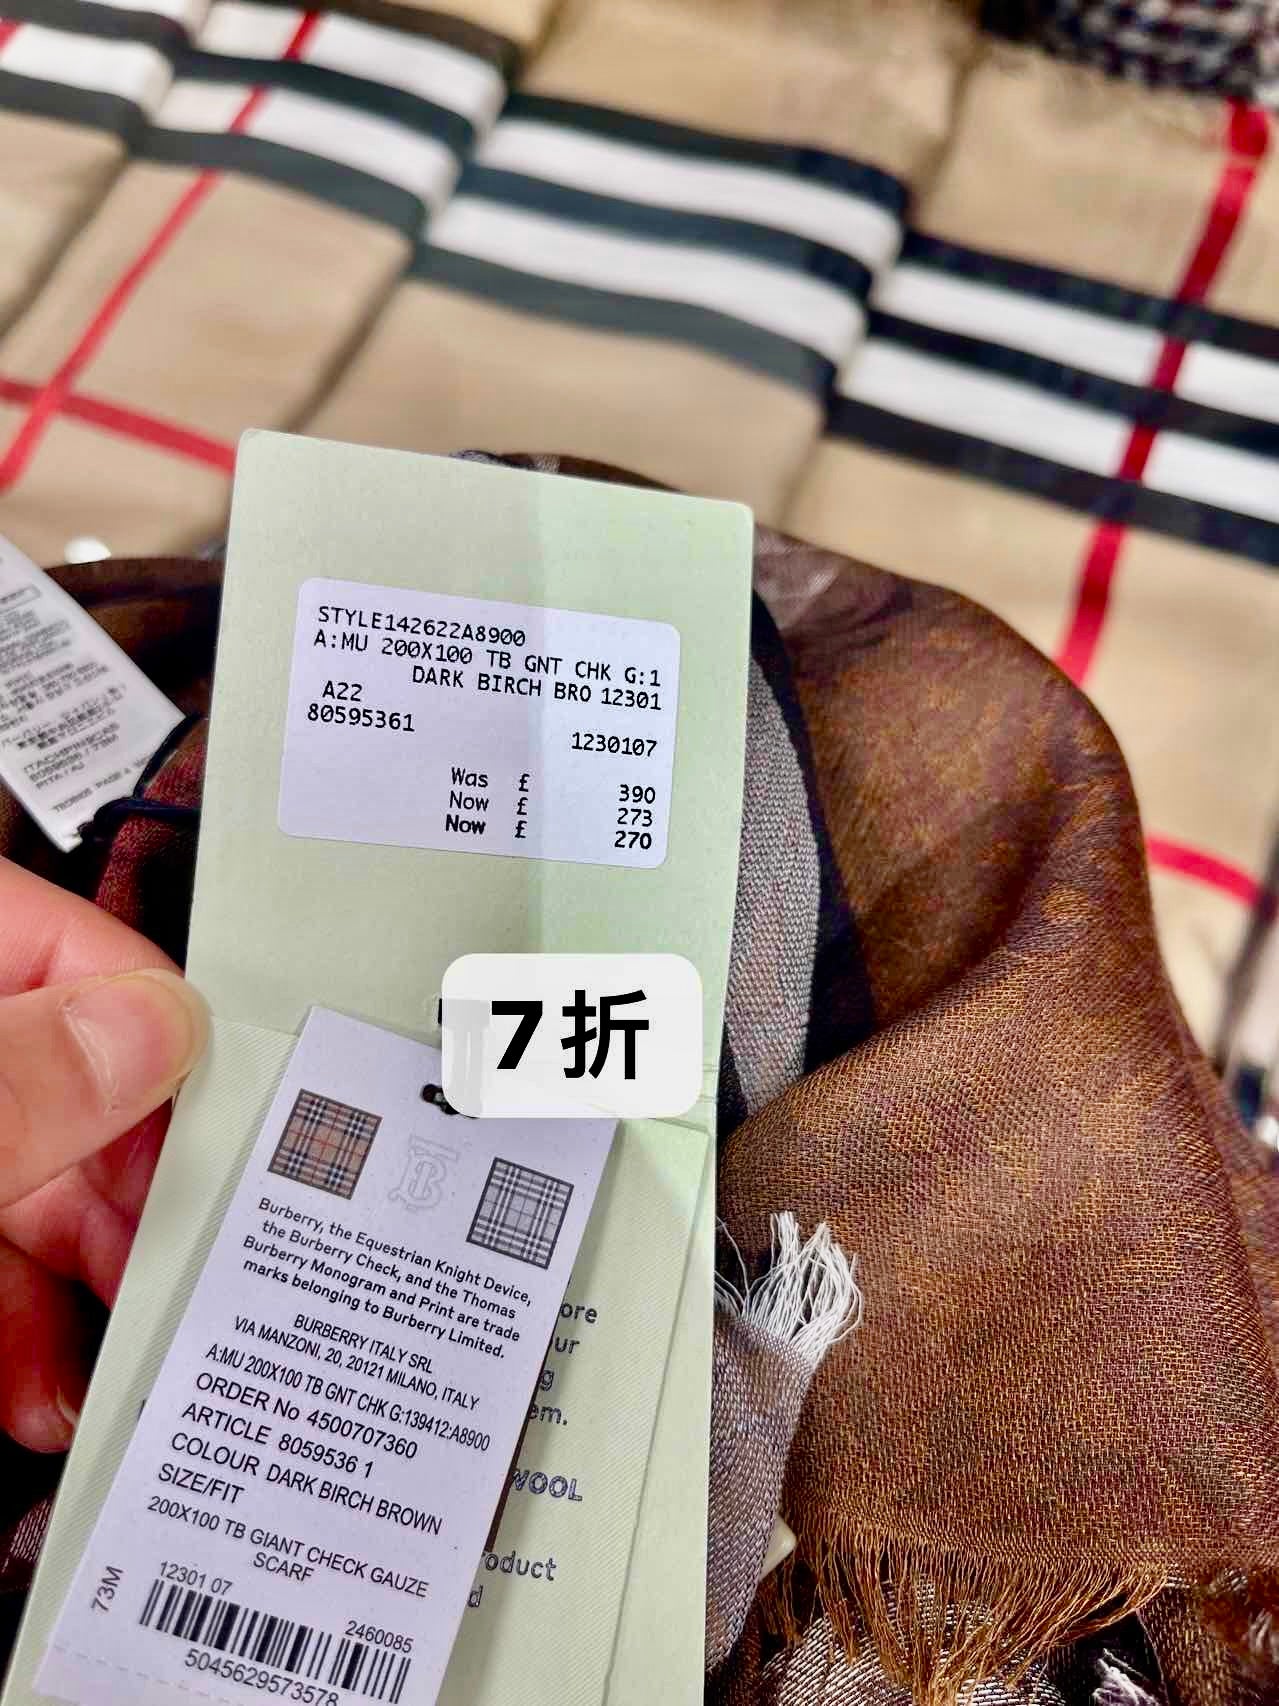 STYLE142622A8900
A:MU 200X100 TB GNT CHK G:1
DARK BIRCH BRO 12301
A22
80595361
1230107
Was £ 390
Now £ 273
Now £ 270
7折
Burberry, the Equestrian Knight Device,
the Burberry Check, and the Thomas
Burberry Monogram and Print are trade
marks belonging to Burberry Limited.
BURBERRY ITALY SRL
VIA MANZONI, 20, 20121 MILANO, ITALY
A:MU 200X100 TB GNT CHK G:139412:A8900
ORDER No 4500707360
ARTICLE 8059536 1
COLOUR DARK BIRCH BROWN
SIZE/FIT
200X100 TB GIANT CHECK GAUZE
SCARF
73M
12301 07
2460085
5045629573578
ore
ur
g
em.
WOOL
roduct
d